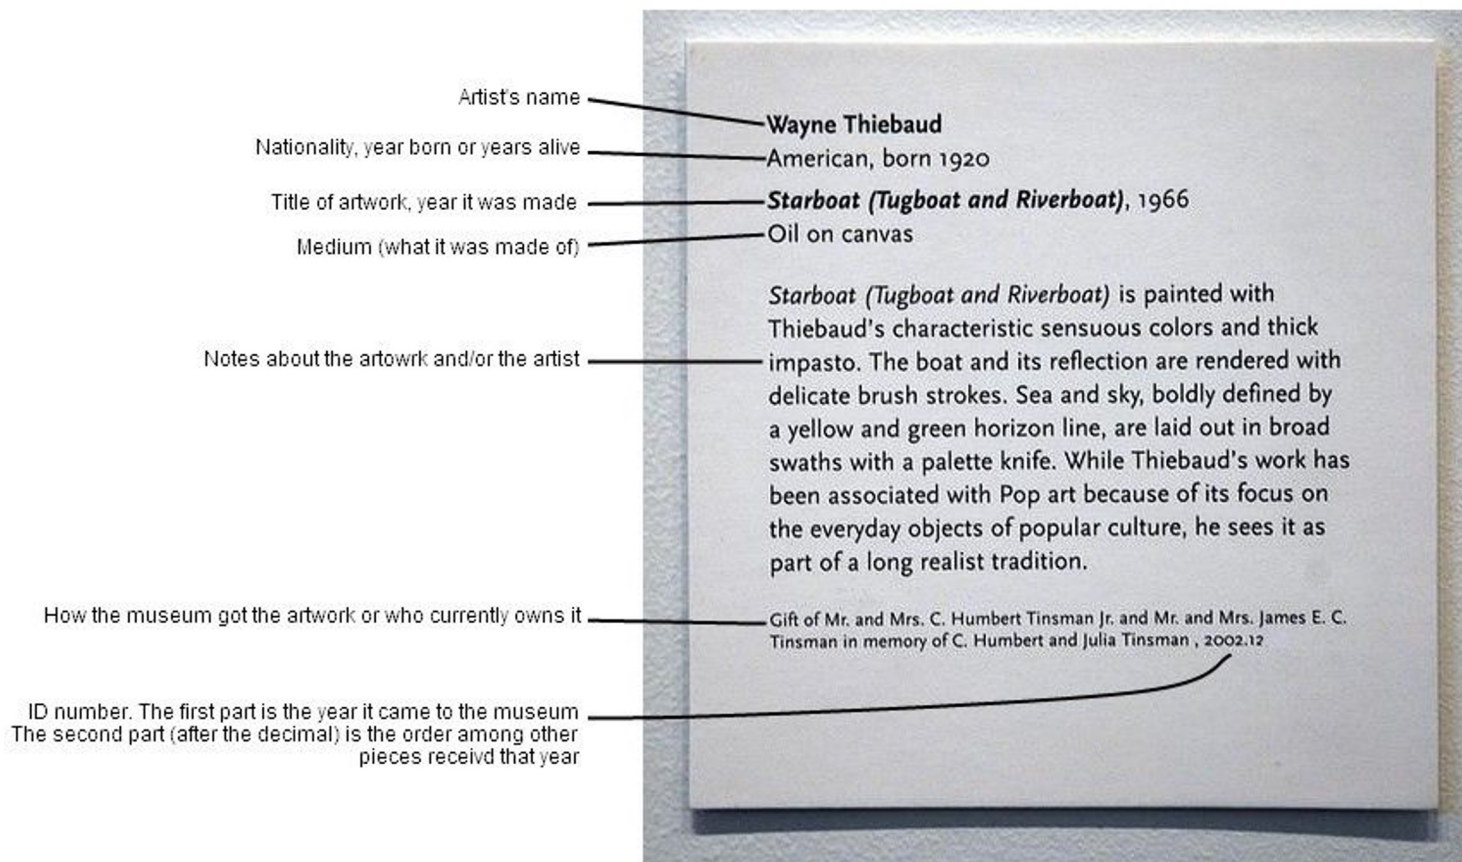 Artist's name
Nationality, year born or years alive
Title of artwork, year it was made
Medium (what it was made of)
Notes about the artowrk and/or the artist
How the museum got the artwork or who currently owns it
ID number. The first part is the year it came to the museum
The second part (after the decimal) is the order among other
pieces receivd that year
Wayne Thiebaud
American, born 1920
Starboat (Tugboat and Riverboat), 1966
Oil on canvas
Starboat (Tugboat and Riverboat) is painted with
Thiebaud's characteristic sensuous colors and thick
impasto. The boat and its reflection are rendered with
delicate brush strokes. Sea and sky, boldly defined by
a yellow and green horizon line, are laid out in broad
swaths with a palette knife. While Thiebaud's work has
been associated with Pop art because of its focus on
the everyday objects of popular culture, he sees it as
part of a long realist tradition.
Gift of Mr. and Mrs. C. Humbert Tinsman Jr. and Mr. and Mrs. James E. C.
Tinsman in memory of C. Humbert and Julia Tinsman , 2002.12